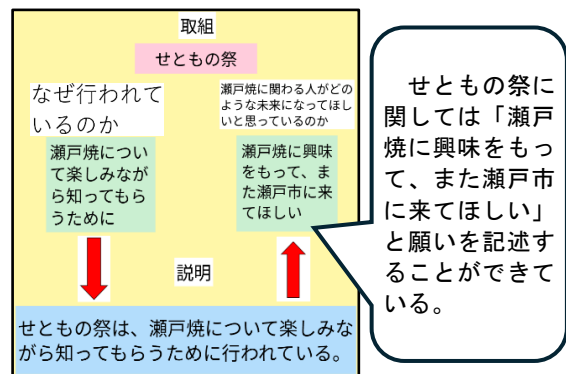 取組
せともの祭
なぜ行われて
いるのか
瀬戸焼につい
て楽しみなが
ら知ってもら
うために
瀬戸焼に関わる人がどの
ような未来になってほし
いと思っているのか
瀬戸焼に興味
をもって、ま
た瀬戸市に来
てほしい
説明
せともの祭は、瀬戸焼について楽しみな
がら知ってもらうために行われている。
せともの祭に
関しては「瀬戸
焼に興味をもっ
て、また瀬戸市
に来てほしい」
と願いを記述す
ることができて
いる。